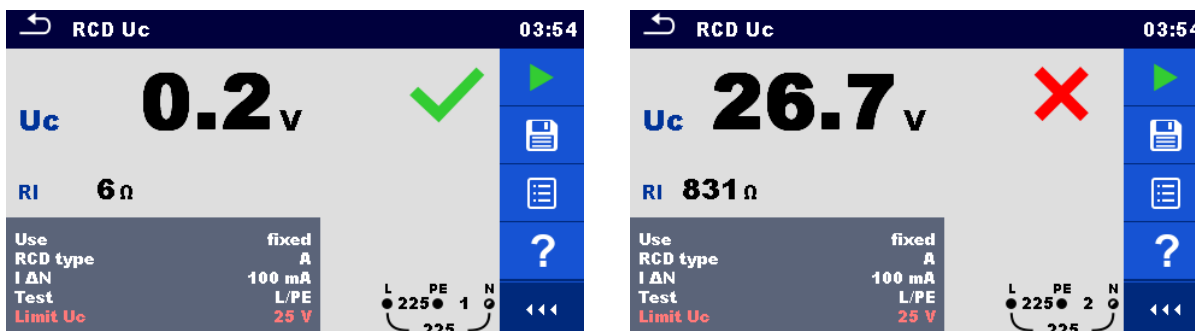 RCD Uc 03:54
Uc 0.2 V
RI 6 Ω
Use fixed
RCD type A
I ΔN 100 mA
Test L/PE
Limit Uc 25 V
L PE N
225 1
225
?
RCD Uc 03:54
Uc 26.7 V
RI 831 Ω
Use fixed
RCD type A
I ΔN 100 mA
Test L/PE
Limit Uc 25 V
L PE N
225 2
225
?